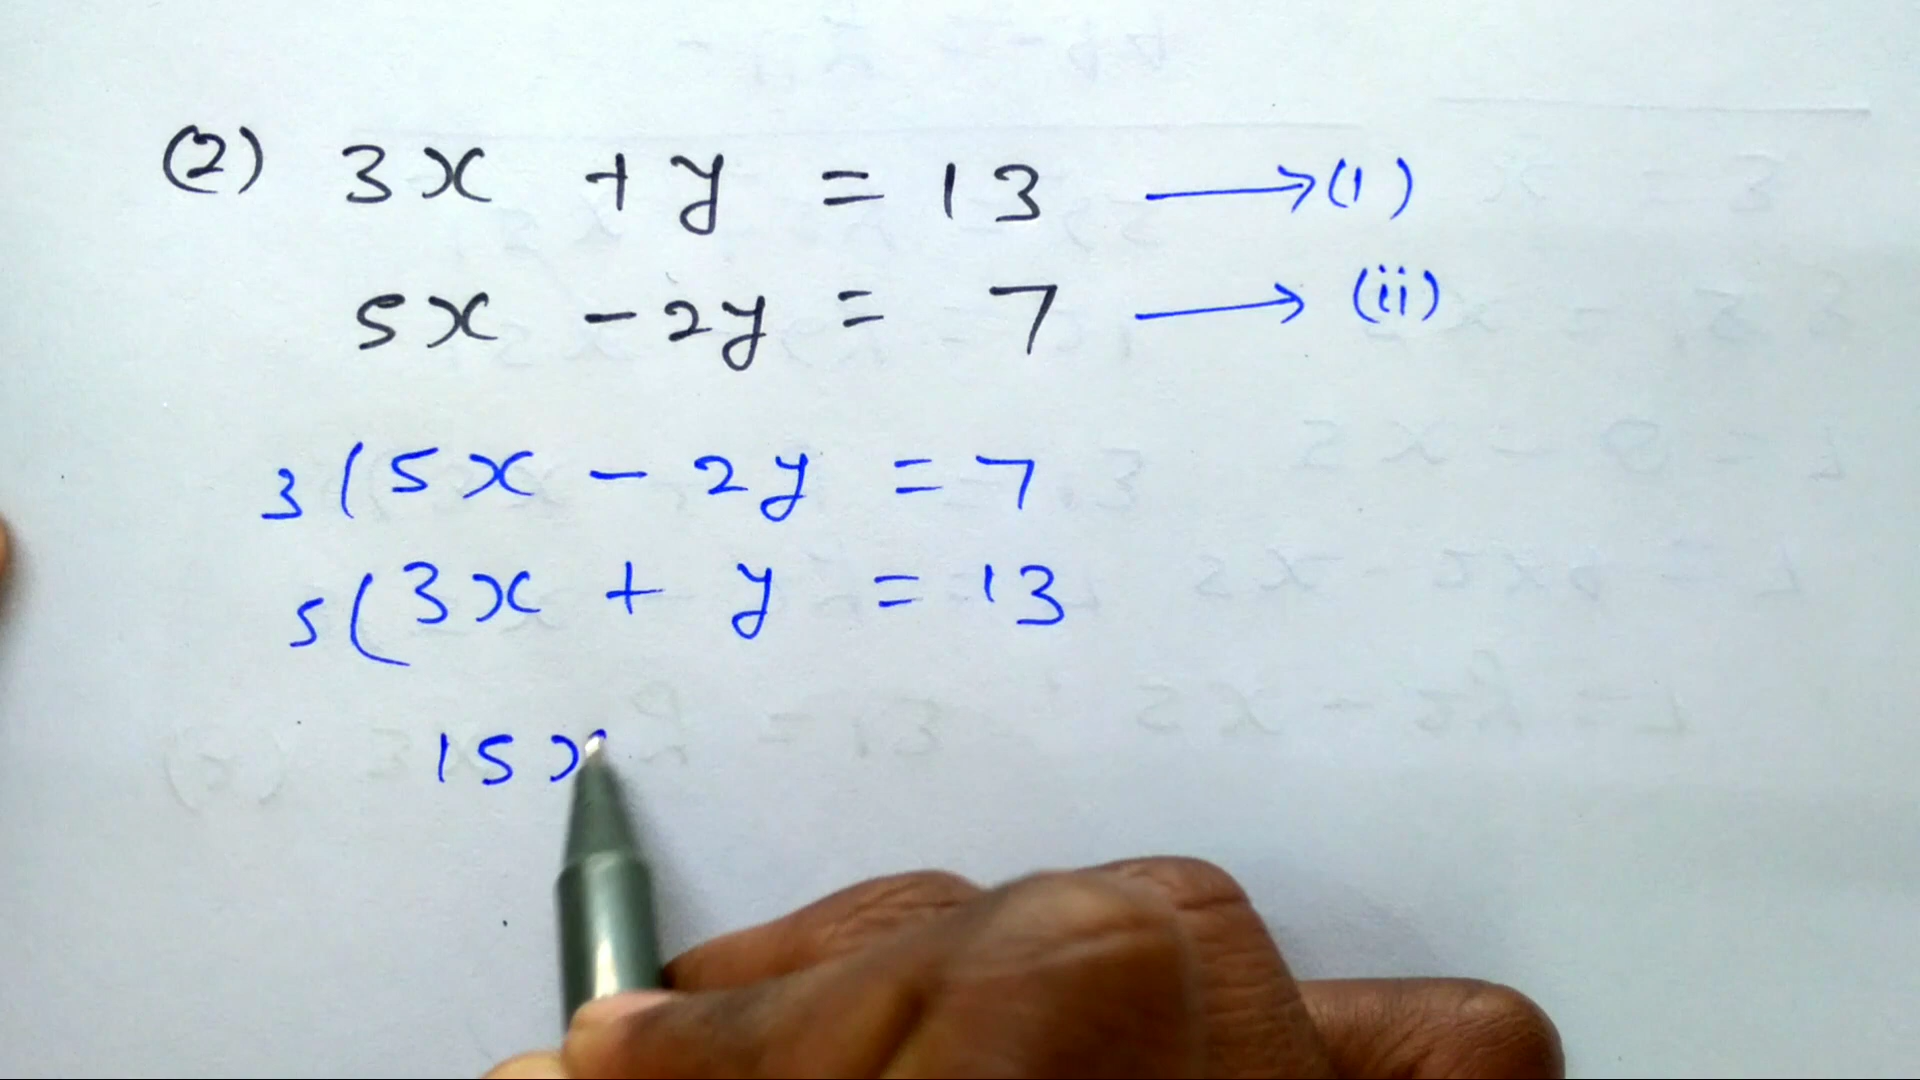 (2) 3x + y = 13 → (i)
5x - 2y = 7 → (ii)
3(5x - 2y = 7
5(3x + y = 13
15x